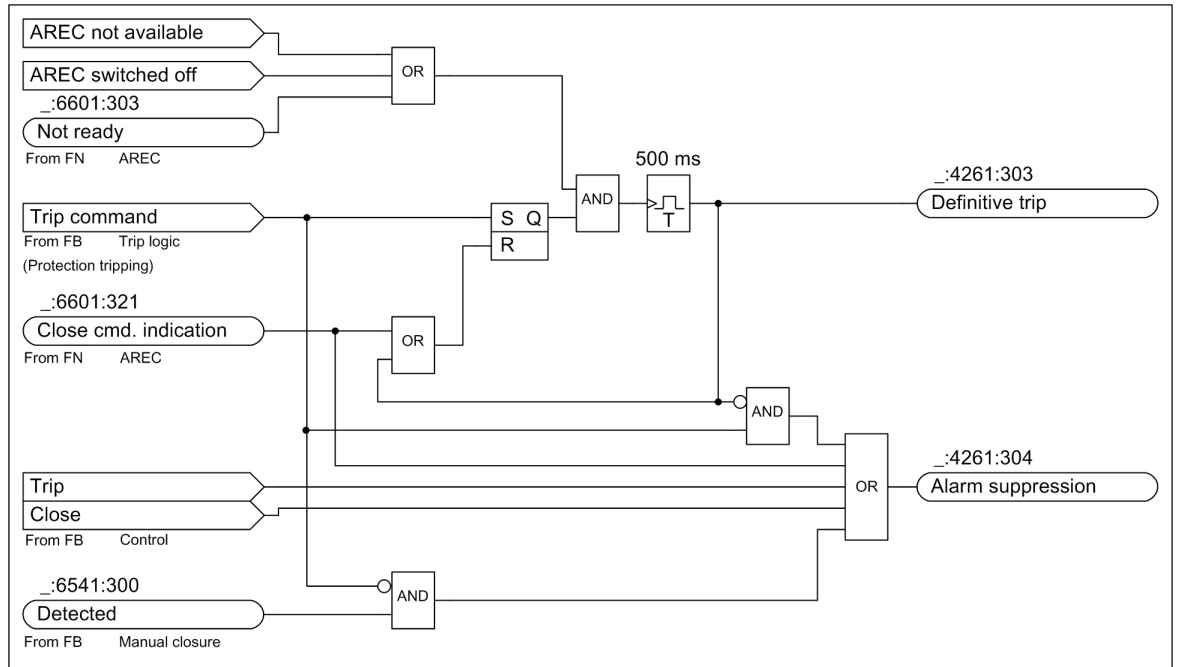 AREC not available
AREC switched off
_:6601:303
Not ready
From FN AREC
OR
500 ms
T
AND
_:4261:303
Definitive trip
Trip command
From FB Trip logic
(Protection tripping)
S Q
R
_:6601:321
Close cmd. indication
From FN AREC
OR
AND
_:4261:304
Alarm suppression
OR
Trip
Close
From FB Control
_:6541:300
Detected
From FB Manual closure
AND